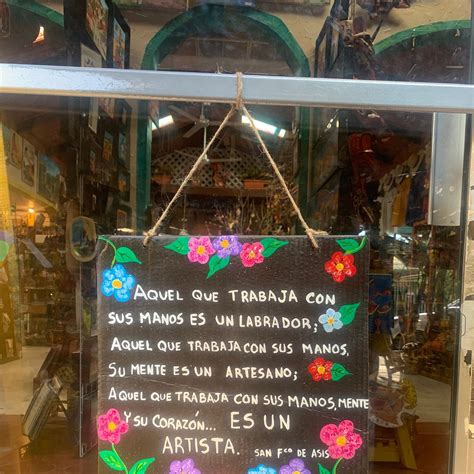 AQUEL QUE TRABAJA CON
SUS MANOS ES UN LABRADOR;
AQUEL QUE TRABAJA CON SUS MANOS,
SU MENTE ES UN ARTESANO;
AQUEL QUE TRABAJA CON SUS MANOS, MENTE
Y SU CORAZÓN... ES UN
ARTISTA. SAN Fco DE ASIS